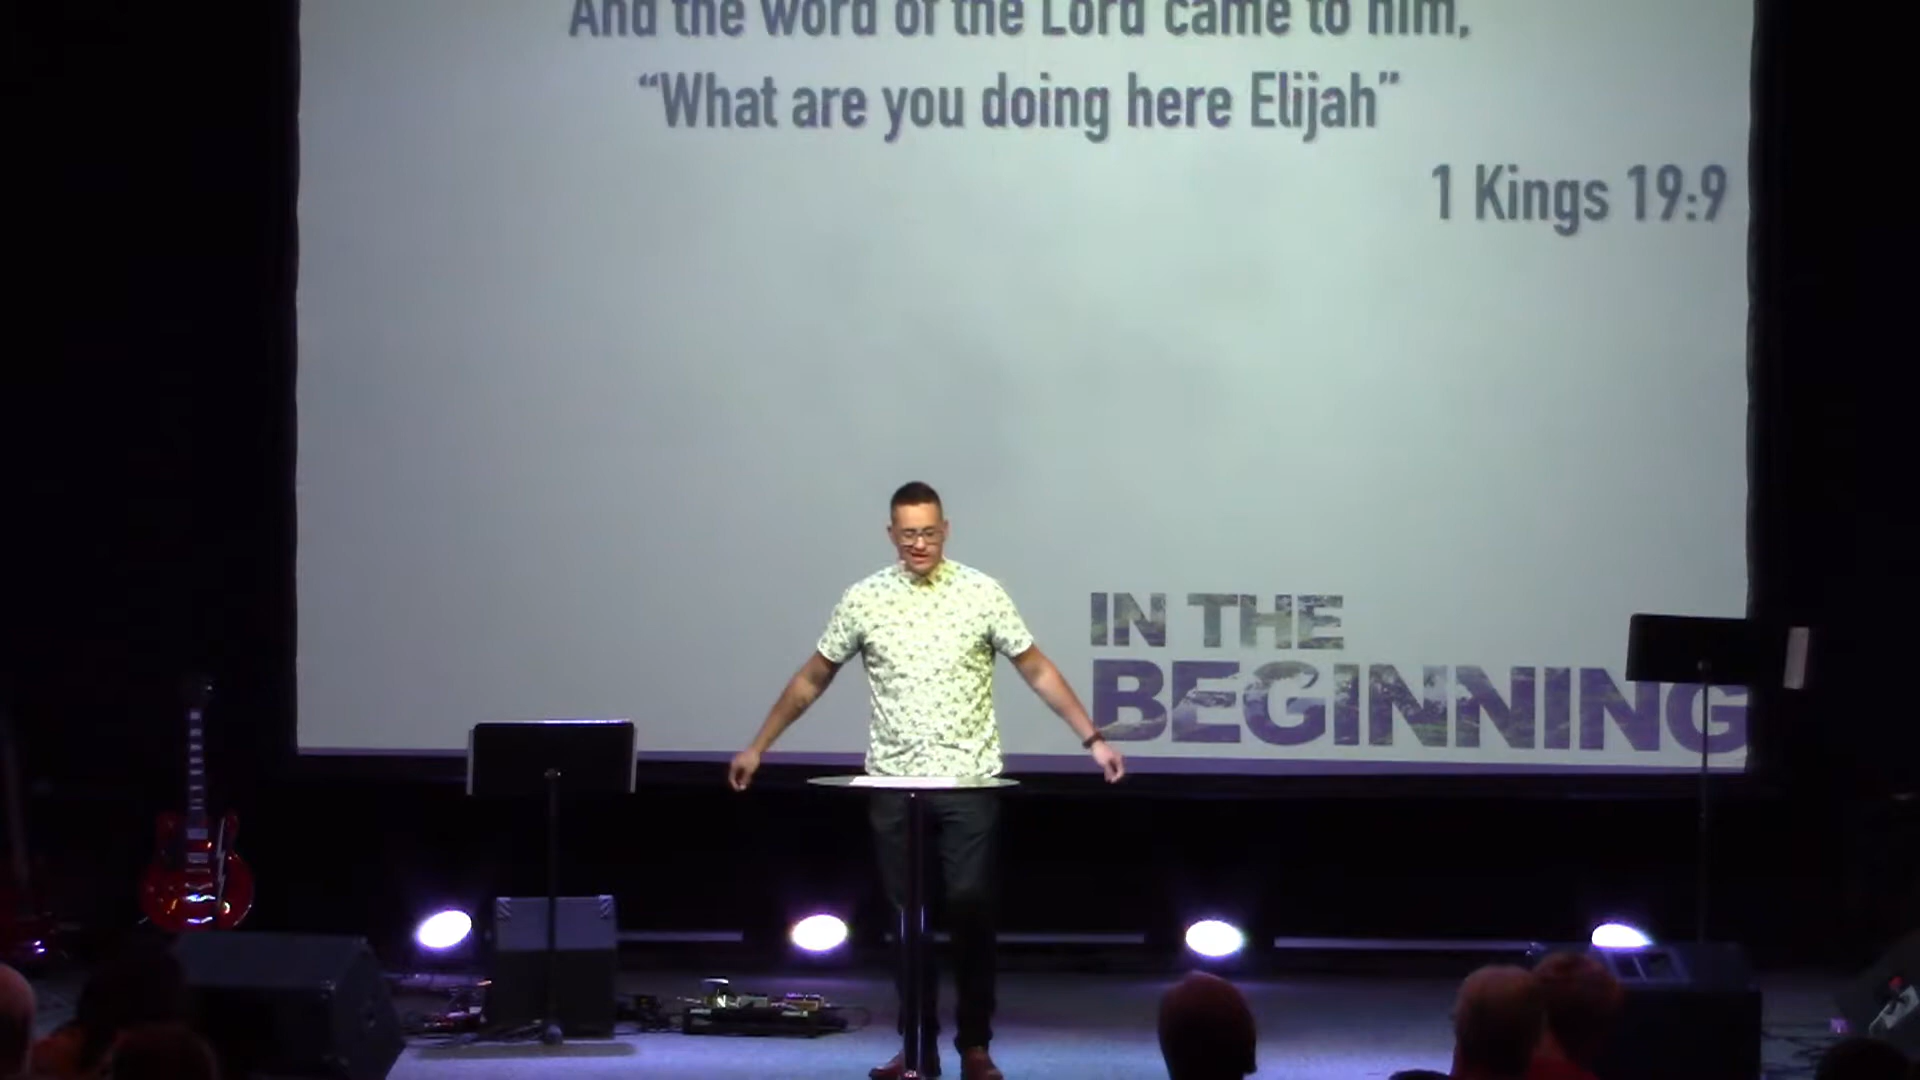 And the word of the Lord came to him,
“What are you doing here Elijah”
1 Kings 19:9
IN THE
BEGINNING